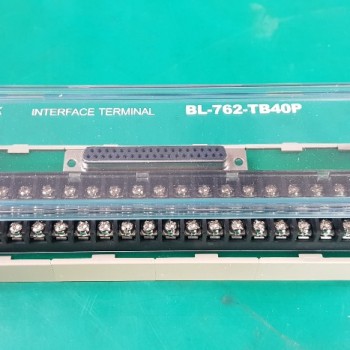 INTERFACE TERMINAL BL-762-TB40P